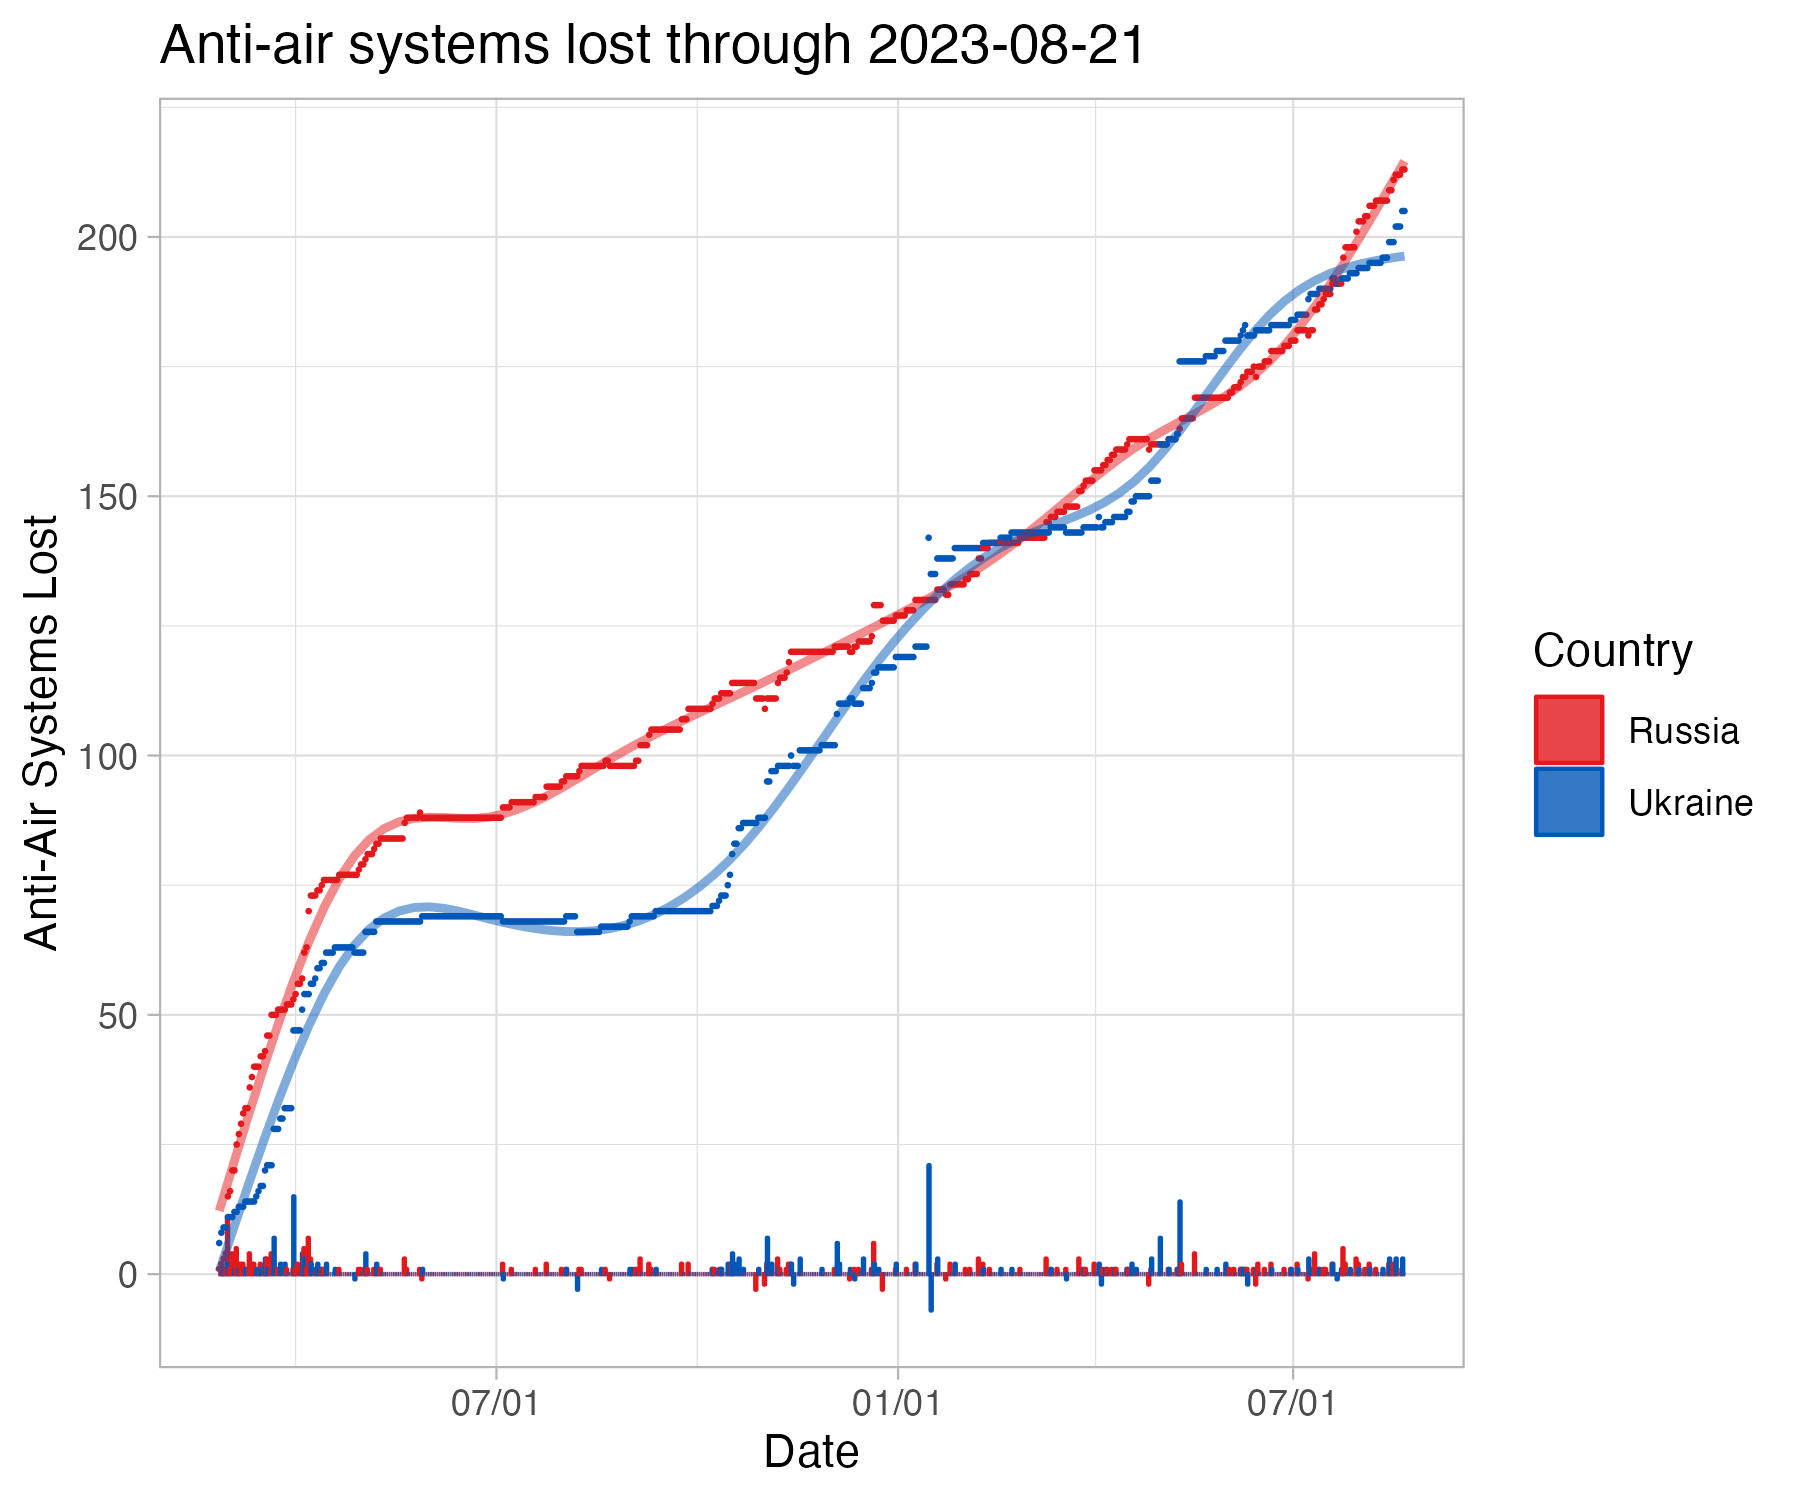 Anti-air systems lost through 2023-08-21
Anti-Air Systems Lost
200
150
100
50
0
07/01
01/01
07/01
Date
Country
Russia
Ukraine